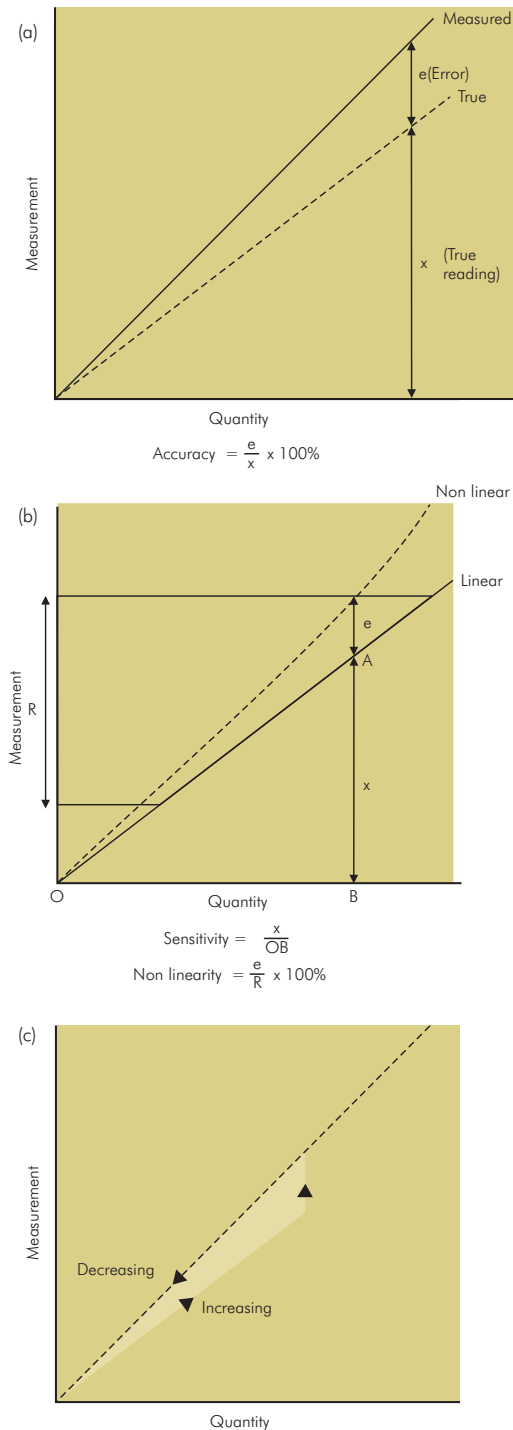 (a)
Measured
e(Error)
True
x (True
reading)
Measurement
Quantity
Accuracy = e/x x 100%
(b)
Non linear
Linear
e
A
R
Measurement
x
O
Quantity
B
Sensitivity = x/OB
Non linearity = e/R x 100%
(c)
Measurement
Decreasing
Increasing
Quantity